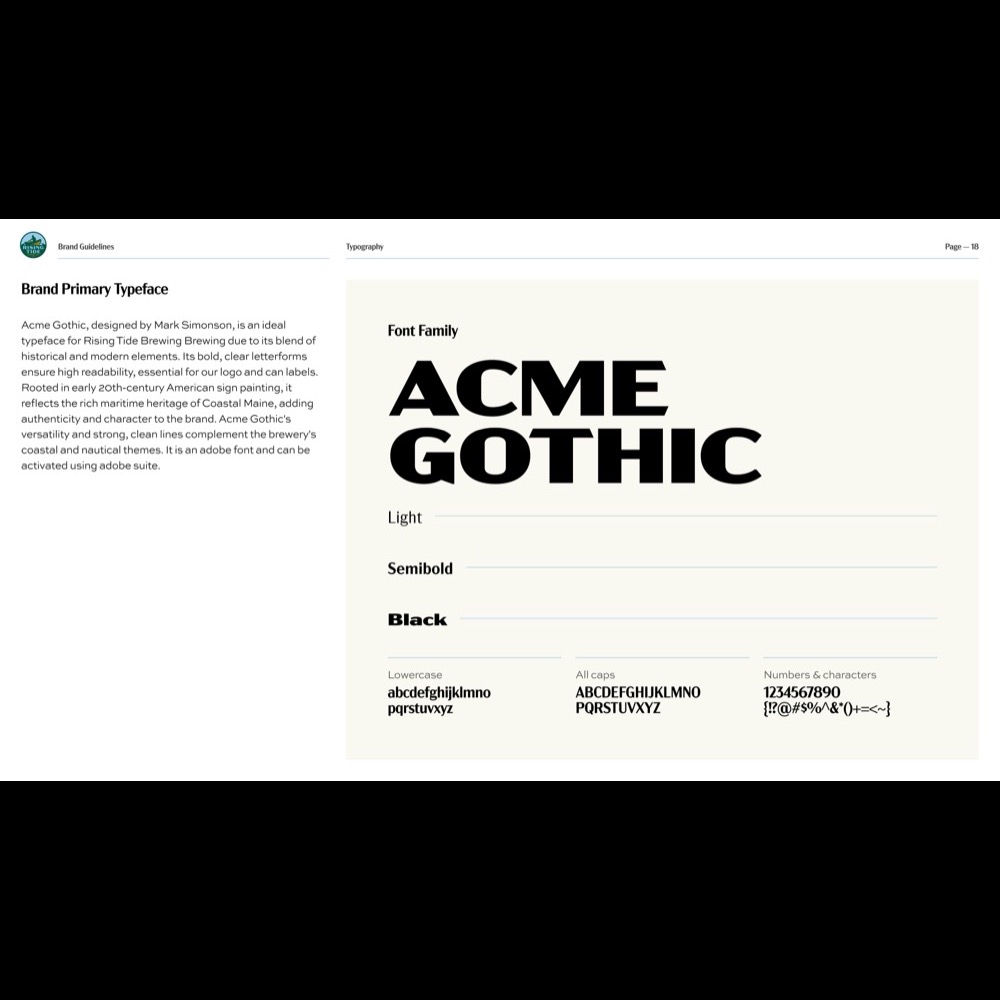 RISING
TIDE
Brand Guidelines
Typography
Page — 18
Brand Primary Typeface
Acme Gothic, designed by Mark Simonson, is an ideal
typeface for Rising Tide Brewing Brewing due to its blend of
historical and modern elements. Its bold, clear letterforms
ensure high readability, essential for our logo and can labels.
Rooted in early 20th-century American sign painting, it
reflects the rich maritime heritage of Coastal Maine, adding
authenticity and character to the brand. Acme Gothic's
versatility and strong, clean lines complement the brewery's
coastal and nautical themes. It is an adobe font and can be
activated using adobe suite.
Font Family
ACME
GOTHIC
Light
Semibold
Black
Lowercase
abcdefghijklmno
pqrstuvxyz
All caps
ABCDEFGHIJKLMNO
PQRSTUVXYZ
Numbers & characters
1234567890
{!?@#$%^&*()+=<~}